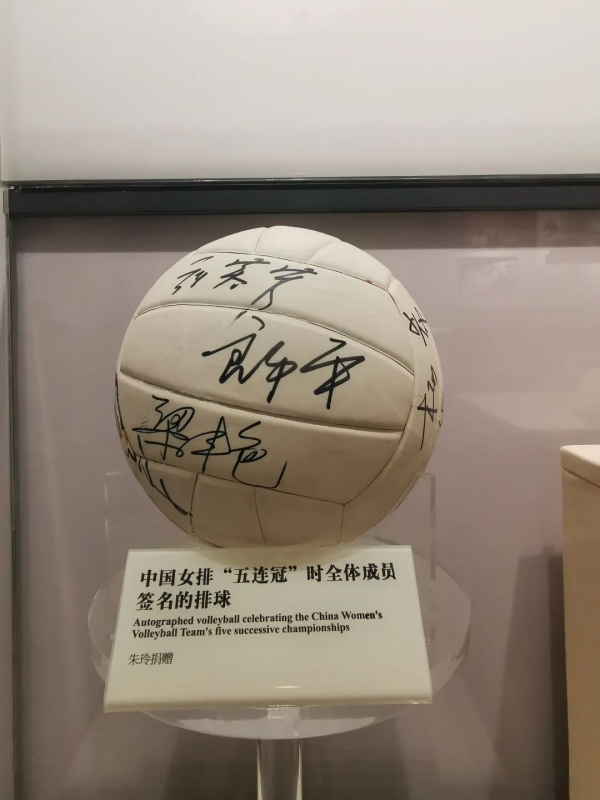 郎平
梁艳
中国女排“五连冠”时全体成员
签名的排球
Autographed volleyball celebrating the China Women's
Volleyball Team's five successive championships
朱玲捐赠